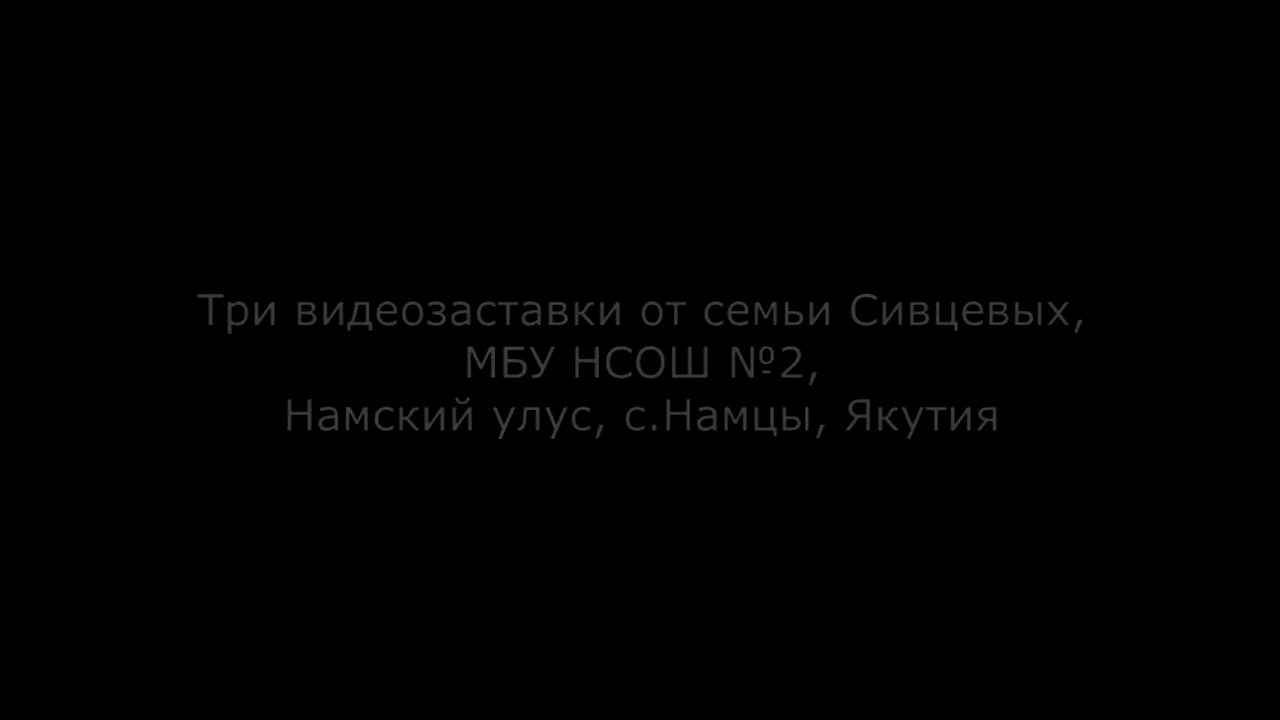 Три видеозаставки от семьи Сивцевых,
МБУ НСОШ №2,
Намский улус, с.Намцы, Якутия